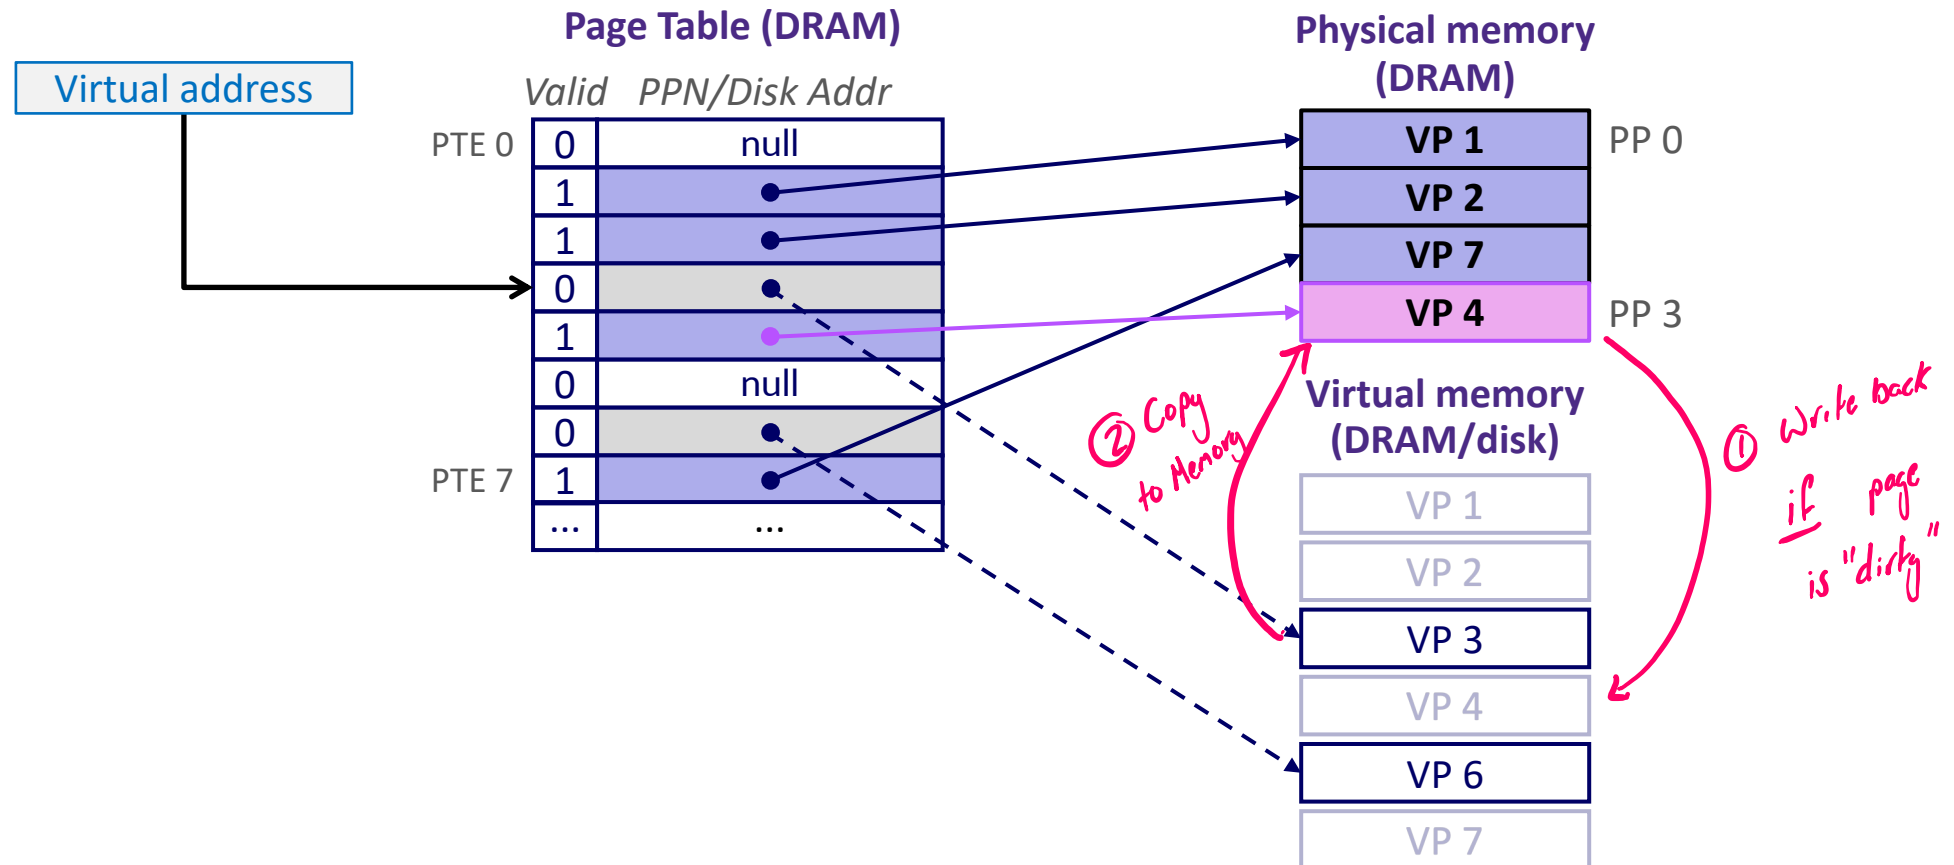 Page Table (DRAM)
Physical memory
(DRAM)
Virtual address
Valid PPN/Disk Addr
PTE 0 0 null
1
1
0
1
0 null
0
PTE 7 1
... ...
VP 1 PP 0
VP 2
VP 7
VP 4 PP 3
② Copy
to Memory
① Write back
if page
is "dirty"
Virtual memory
(DRAM/disk)
VP 1
VP 2
VP 3
VP 4
VP 6
VP 7